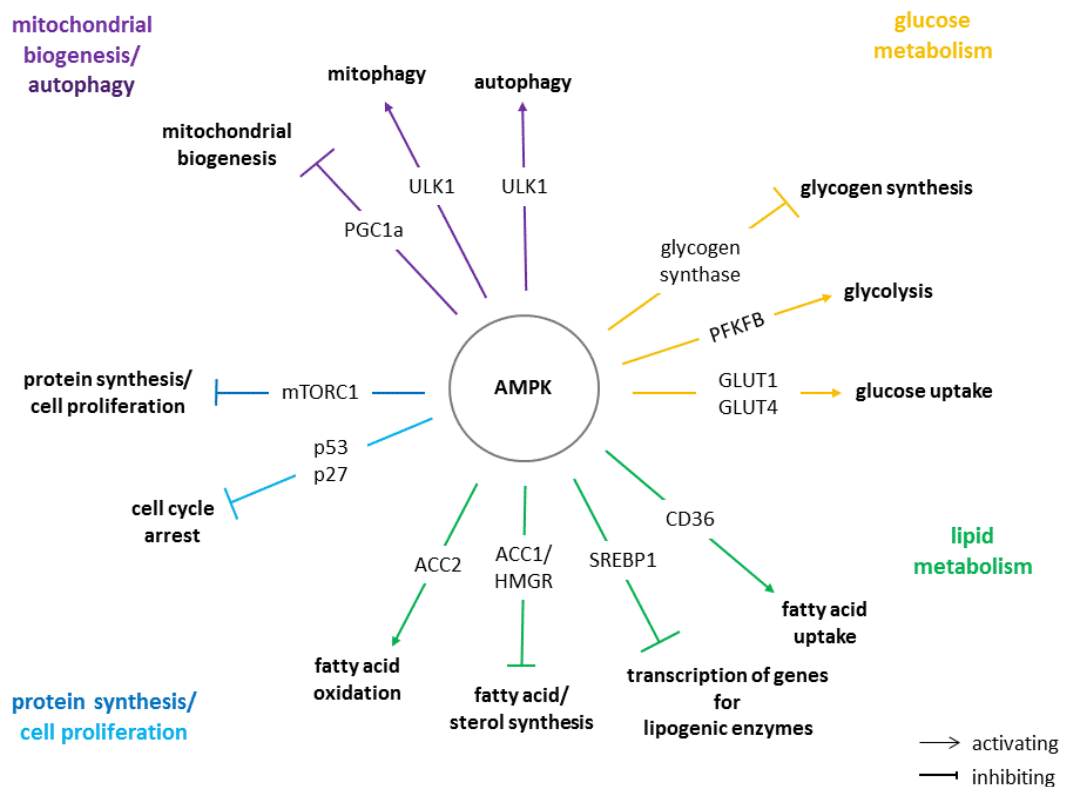 mitochondrial
biogenesis/
autophagy
glucose
metabolism
mitophagy
autophagy
mitochondrial
biogenesis
ULK1
ULK1
PGC1a
glycogen synthesis
glycogen
synthase
glycolysis
PFKFB
AMPK
protein synthesis/
cell proliferation
mTORC1
GLUT1
GLUT4
glucose uptake
p53
p27
cell cycle
arrest
CD36
lipid
metabolism
ACC2
ACC1/
HMGR
SREBP1
fatty acid
uptake
fatty acid
oxidation
fatty acid/
sterol synthesis
transcription of genes
for
lipogenic enzymes
protein synthesis/
cell proliferation
activating
inhibiting